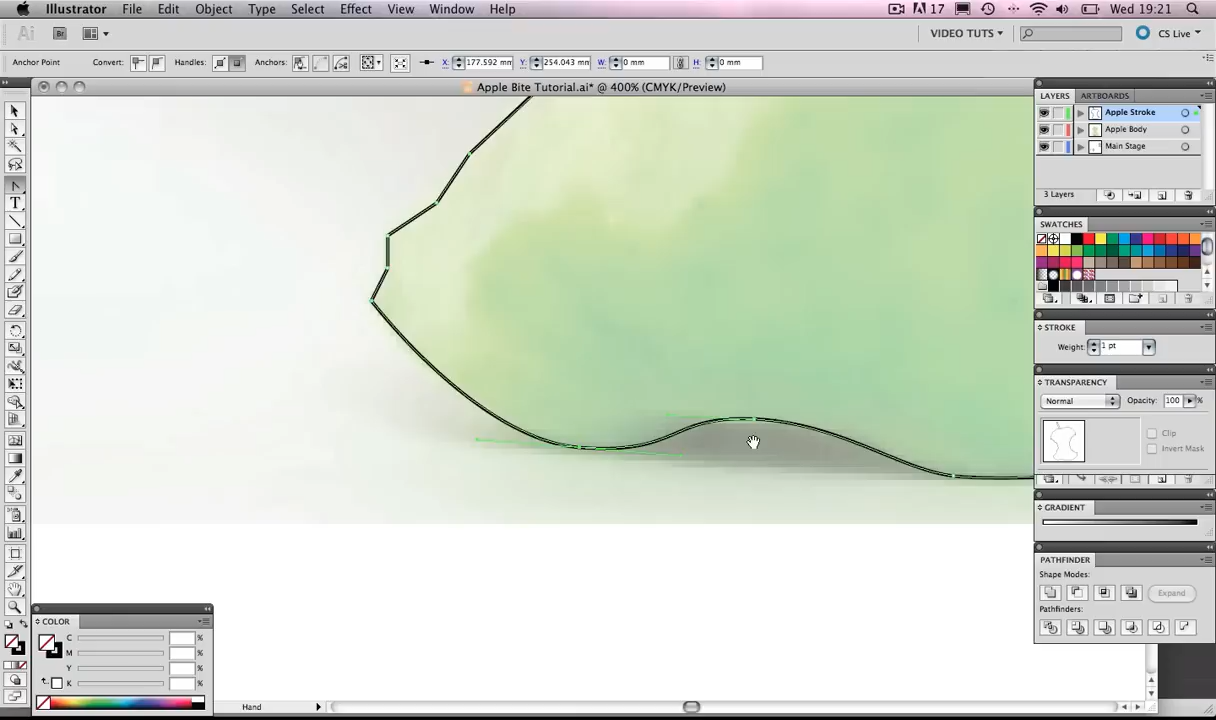 Illustrator File Edit Object Type Select Effect View Window Help 17 Wed 19:21
Ai Br VIDEO TUTS CS Live
Anchor Point Convert: Handles: Anchors: X: 177.592 mm Y: 254.043 mm W: 0 mm H: 0 mm
Apple Bite Tutorial.ai* @ 400% (CMYK/Preview)
LAYERS ARTBOARDS
Apple Stroke
Apple Body
Main Stage
3 Layers
SWATCHES
STROKE
Weight: 1 pt
TRANSPARENCY
Normal Opacity: 100 %
Clip
Invert Mask
GRADIENT
PATHFINDER
Shape Modes:
Expand
Pathfinders:
COLOR
C %
M %
Y %
K %
Hand